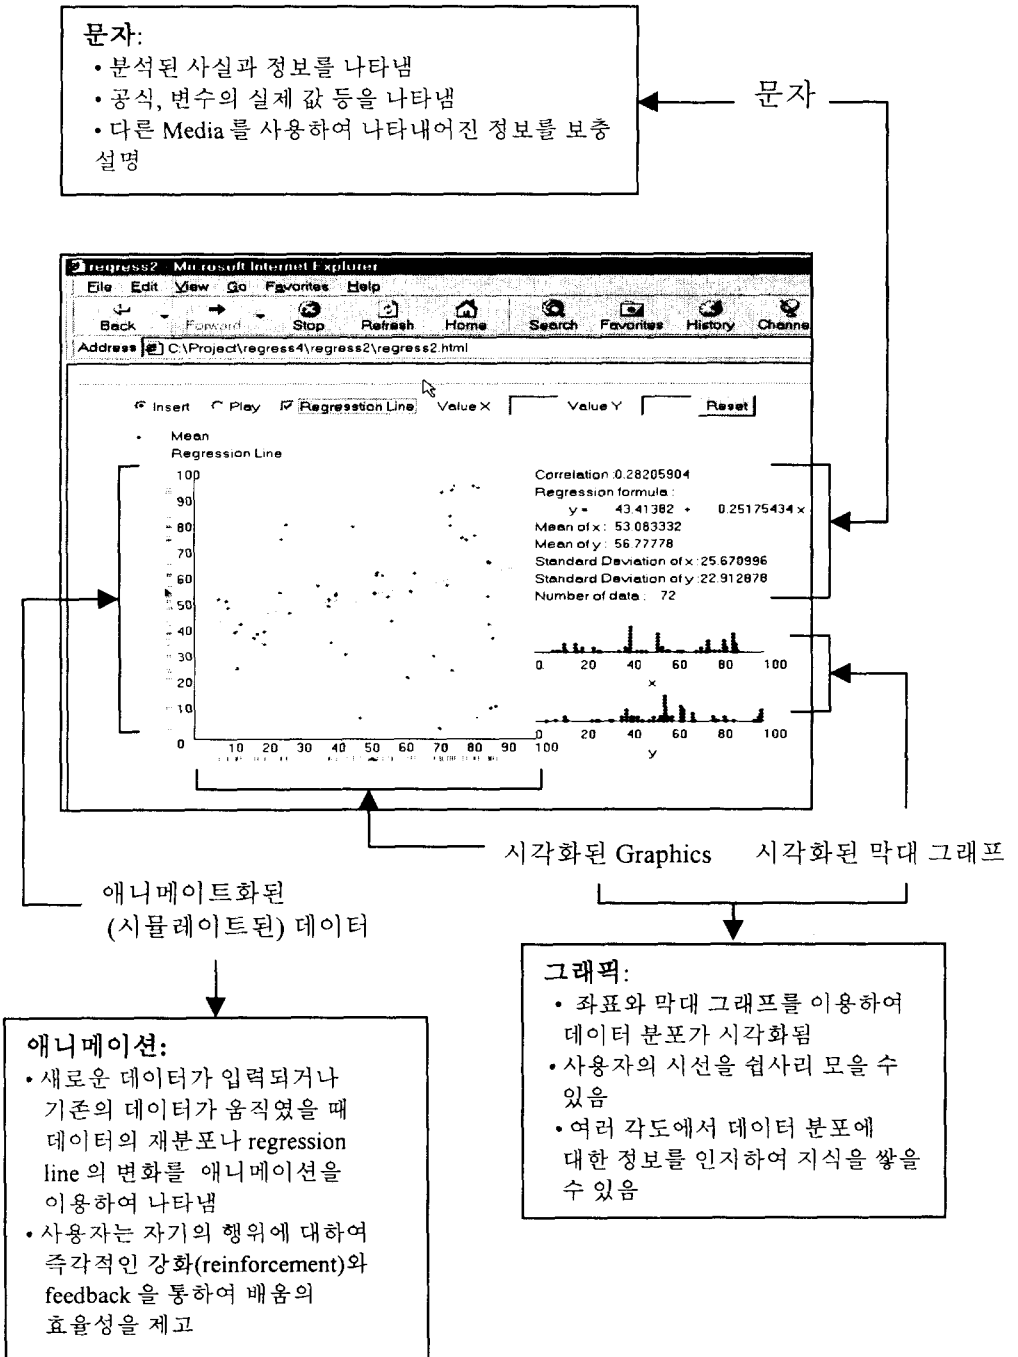 문자:
• 분석된 사실과 정보를 나타냄
• 공식, 변수의 실제 값 등을 나타냄
• 다른 Media 를 사용하여 나타내어진 정보를 보충
설명
문자
regress2 - Microsoft Internet Explorer
File Edit View Go Favorites Help
Back Forward Stop Refresh Home Search Favorites History Channe
Address C:\Project\regress4\regress2\regress2.html
Insert Play Regresstion Line Value X Value Y Reset
Mean
Regression Line
100
90
80
70
60
50
40
30
20
10
0
10 20 30 40 50 60 70 80 90 100
Correlation :0.28205904
Regression formula :
y = 43.41382 + 0.25175434 x
Mean of x : 53.083332
Mean of y : 56.77778
Standard Deviation of x :25.670996
Standard Deviation of y :22.912878
Number of data : 72
0 20 40 60 80 100
x
0 20 40 60 80 100
y
시각화된 Graphics 시각화된 막대 그래프
애니메이트화된
(시뮬레이트된) 데이터
그래픽:
• 좌표와 막대 그래프를 이용하여
데이터 분포가 시각화됨
• 사용자의 시선을 쉽사리 모을 수
있음
• 여러 각도에서 데이터 분포에
대한 정보를 인지하여 지식을 쌓을
수 있음
애니메이션:
• 새로운 데이터가 입력되거나
기존의 데이터가 움직였을 때
데이터의 재분포나 regression
line 의 변화를 애니메이션을
이용하여 나타냄
• 사용자는 자기의 행위에 대하여
즉각적인 강화(reinforcement)와
feedback 을 통하여 배움의
효율성을 제고